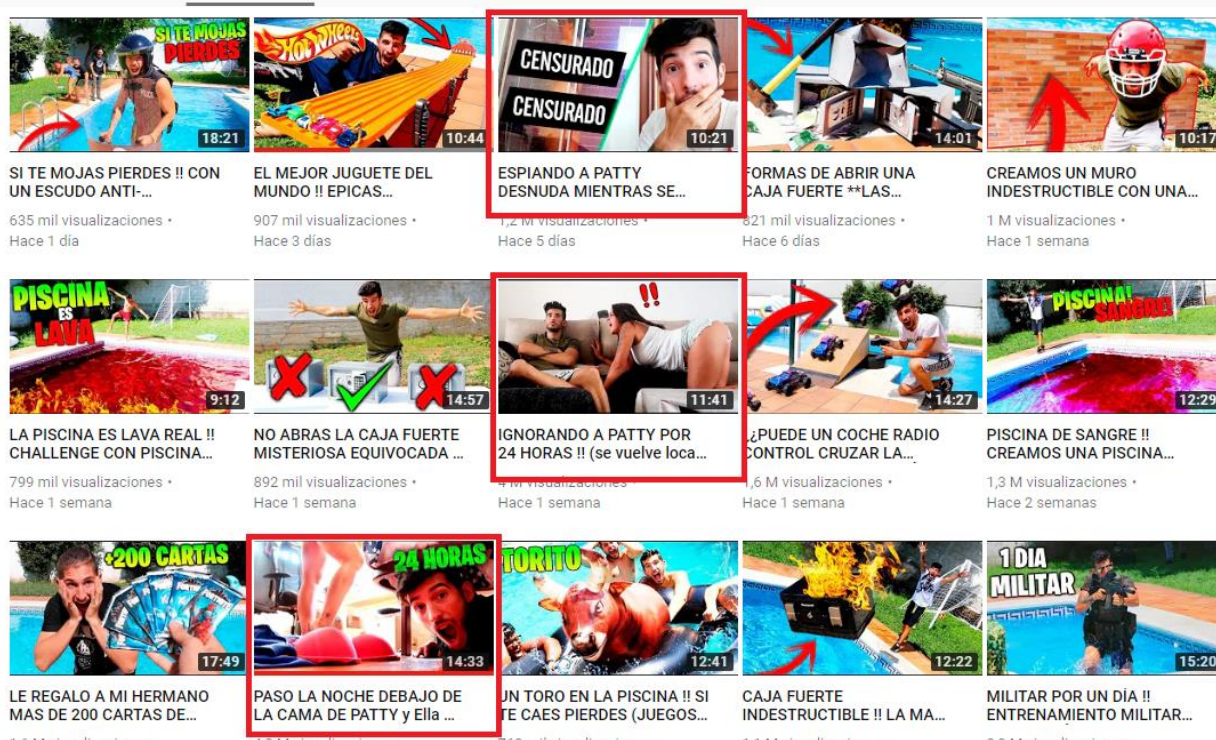 SI TE MOJAS
PIERDES
18:21
HOT WHEELS
10:44
CENSURADO
CENSURADO
10:21
14:01
10:17
SI TE MOJAS PIERDES !! CON
UN ESCUDO ANTI-...
635 mil visualizaciones •
Hace 1 día
EL MEJOR JUGUETE DEL
MUNDO !! EPICAS...
907 mil visualizaciones •
Hace 3 días
ESPIANDO A PATTY
DESNUDA MIENTRAS SE...
1,2 M visualizaciones •
Hace 5 días
FORMAS DE ABRIR UNA
CAJA FUERTE **LAS...
821 mil visualizaciones •
Hace 6 días
CREAMOS UN MURO
INDESTRUCTIBLE CON UNA...
1 M visualizaciones •
Hace 1 semana
PISCINA
ES
LAVA
9:12
14:57
!!
11:41
14:27
PISCINA!
SANGRE!
12:29
LA PISCINA ES LAVA REAL !!
CHALLENGE CON PISCINA...
799 mil visualizaciones •
Hace 1 semana
NO ABRAS LA CAJA FUERTE
MISTERIOSA EQUIVOCADA ...
892 mil visualizaciones •
Hace 1 semana
IGNORANDO A PATTY POR
24 HORAS !! (se vuelve loca...
4 M visualizaciones •
Hace 1 semana
¿PUEDE UN COCHE RADIO
CONTROL CRUZAR LA...
1,6 M visualizaciones •
Hace 1 semana
PISCINA DE SANGRE !!
CREAMOS UNA PISCINA...
1,3 M visualizaciones •
Hace 2 semanas
+200 CARTAS
17:49
24 HORAS
14:33
TORITO
12:41
12:22
1 DIA
MILITAR
15:20
LE REGALO A MI HERMANO
MAS DE 200 CARTAS DE...
PASO LA NOCHE DEBAJO DE
LA CAMA DE PATTY y Ella ...
UN TORO EN LA PISCINA !! SI
TE CAES PIERDES (JUEGOS...
CAJA FUERTE
INDESTRUCTIBLE !! LA MA...
MILITAR POR UN DÍA !!
ENTRENAMIENTO MILITAR...